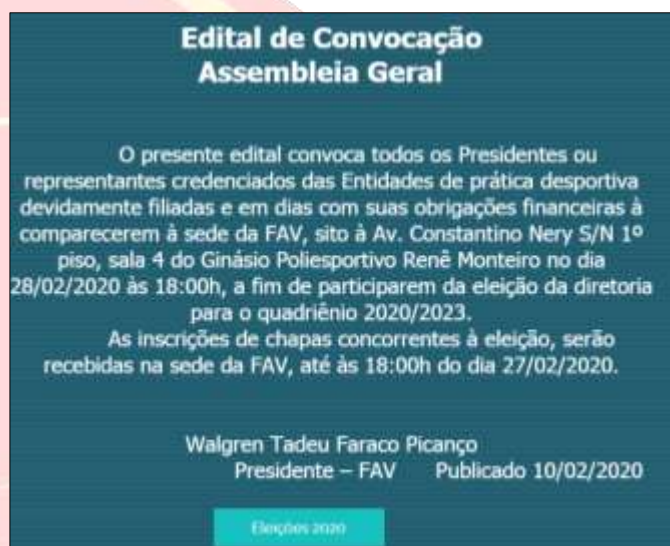 Edital de Convocação
Assembleia Geral
O presente edital convoca todos os Presidentes ou
representantes credenciados das Entidades de prática desportiva
devidamente filiadas e em dias com suas obrigações financeiras à
comparecerem à sede da FAV, sito à Av. Constantino Nery S/N 1º
piso, sala 4 do Ginásio Poliesportivo Renê Monteiro no dia
28/02/2020 às 18:00h, a fim de participarem da eleição da diretoria
para o quadriênio 2020/2023.
As inscrições de chapas concorrentes à eleição, serão
recebidas na sede da FAV, até às 18:00h do dia 27/02/2020.
Walgren Tadeu Faraco Picanço
Presidente – FAV Publicado 10/02/2020
Eleições 2020